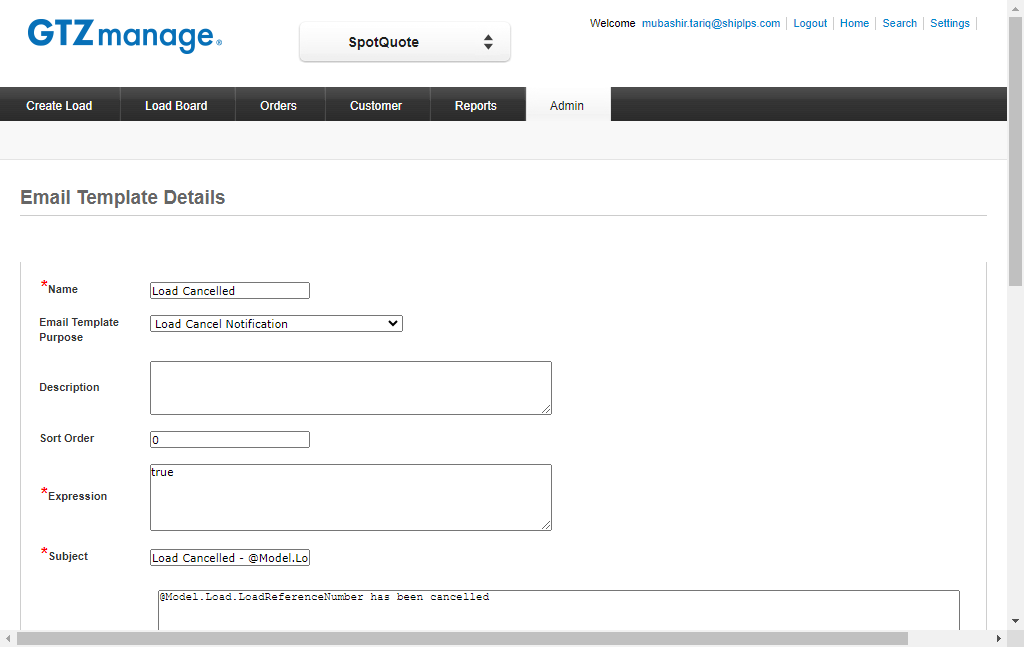 GTZmanage®
SpotQuote
Welcome mubashir.tariq@shiplps.com Logout Home Search Settings
Create Load Load Board Orders Customer Reports Admin
Email Template Details
*Name Load Cancelled
Email Template Purpose Load Cancel Notification
Description
Sort Order 0
*Expression true
*Subject Load Cancelled - @Model.Lo
@Model.Load.LoadReferenceNumber has been cancelled